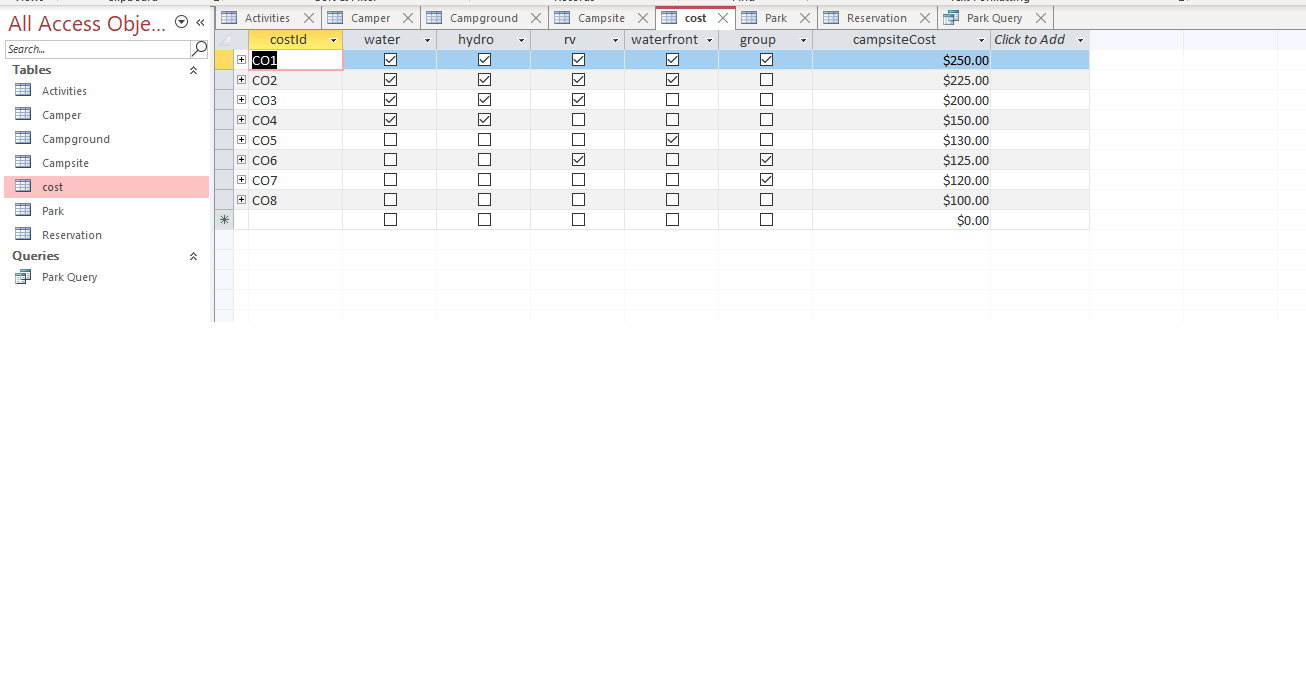 All Access Obje...
Search...
Tables
Activities
Camper
Campground
Campsite
cost
Park
Reservation
Queries
Park Query
Activities Camper Campground Campsite cost Park Reservation Park Query
costId water hydro rv waterfront group campsiteCost Click to Add
CO1 $250.00
CO2 $225.00
CO3 $200.00
CO4 $150.00
CO5 $130.00
CO6 $125.00
CO7 $120.00
CO8 $100.00
$0.00